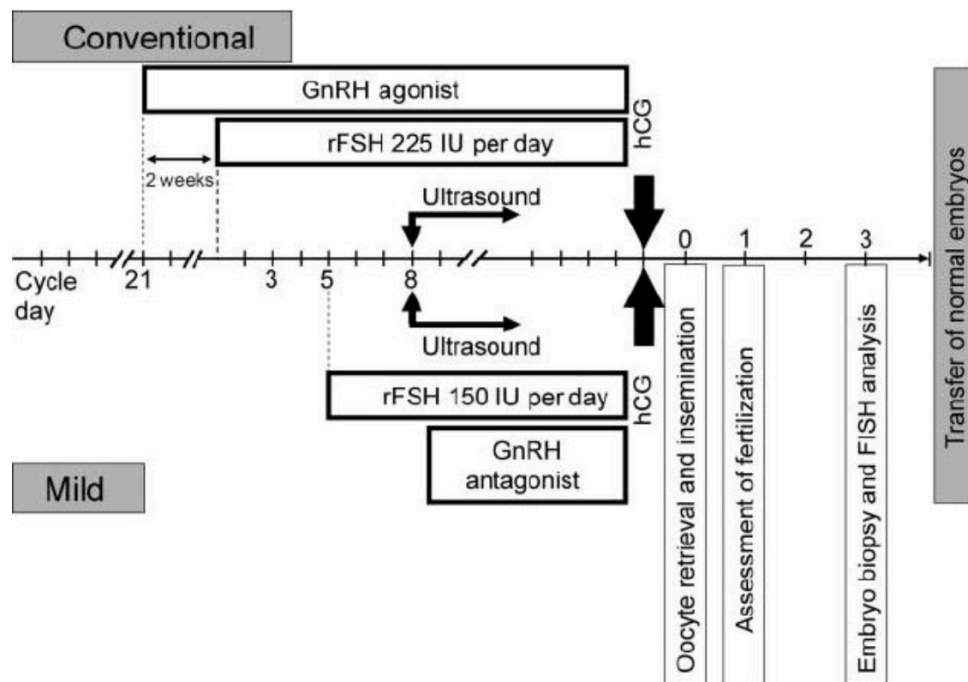 Conventional
GnRH agonist
rFSH 225 IU per day
hCG
2 weeks
Ultrasound
0 1 2 3
Cycle
day
21 3 5 8
Ultrasound
rFSH 150 IU per day
hCG
GnRH
antagonist
Mild
Oocyte retrieval and insemination
Assessment of fertilization
Embryo biopsy and FISH analysis
Transfer of normal embryos